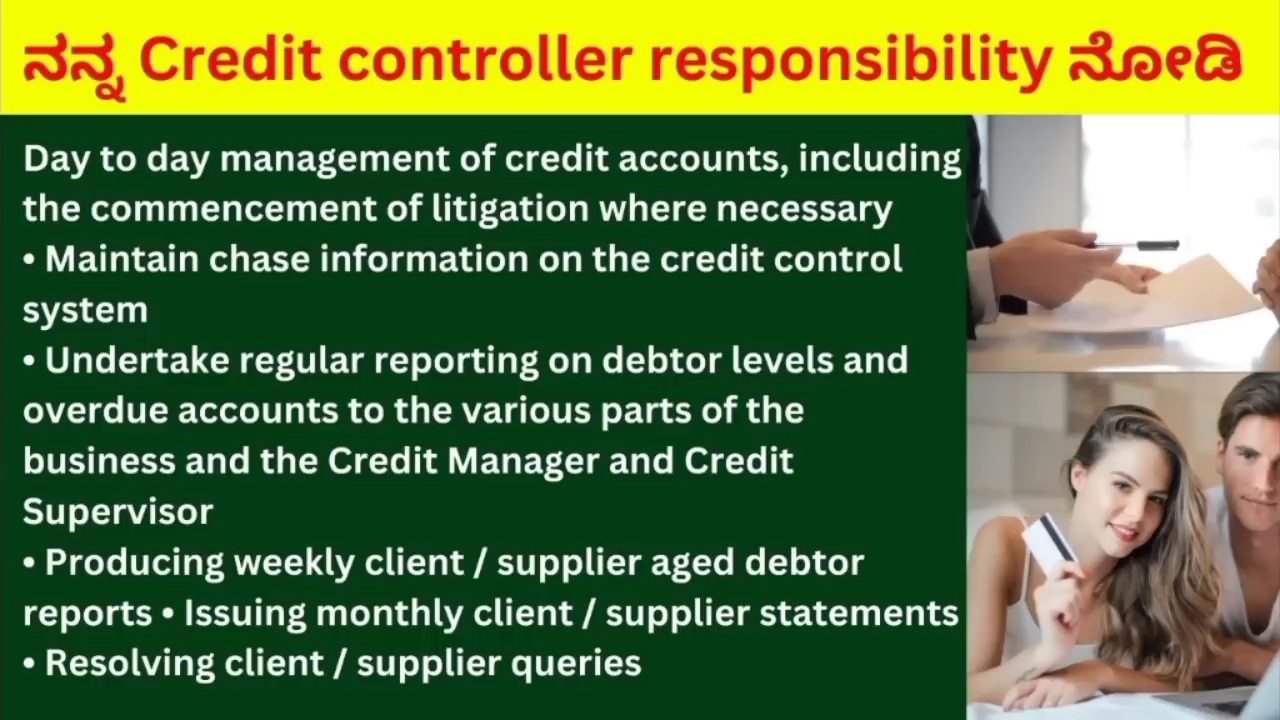 ನನ್ನ Credit controller responsibility ನೋಡಿ
Day to day management of credit accounts, including
the commencement of litigation where necessary
• Maintain chase information on the credit control
system
• Undertake regular reporting on debtor levels and
overdue accounts to the various parts of the
business and the Credit Manager and Credit
Supervisor
• Producing weekly client / supplier aged debtor
reports • Issuing monthly client / supplier statements
• Resolving client / supplier queries